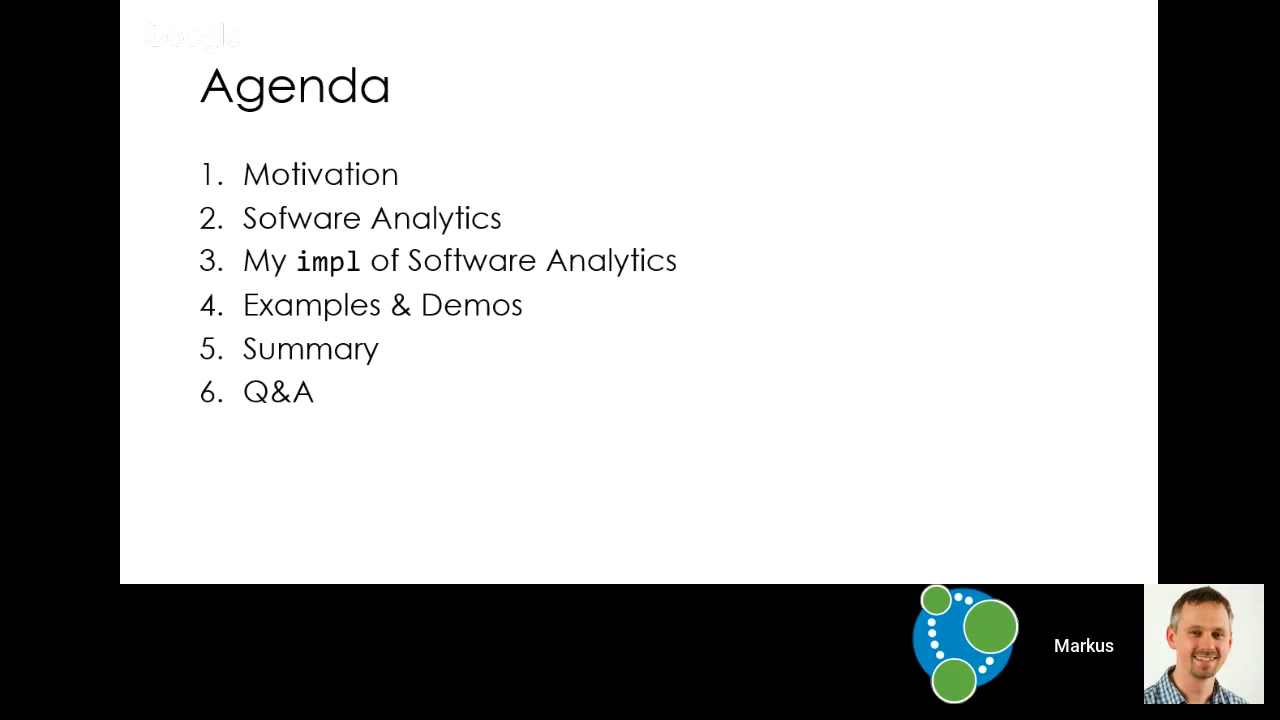 Google
Agenda
1. Motivation
2. Sofware Analytics
3. My impl of Software Analytics
4. Examples & Demos
5. Summary
6. Q&A
Markus